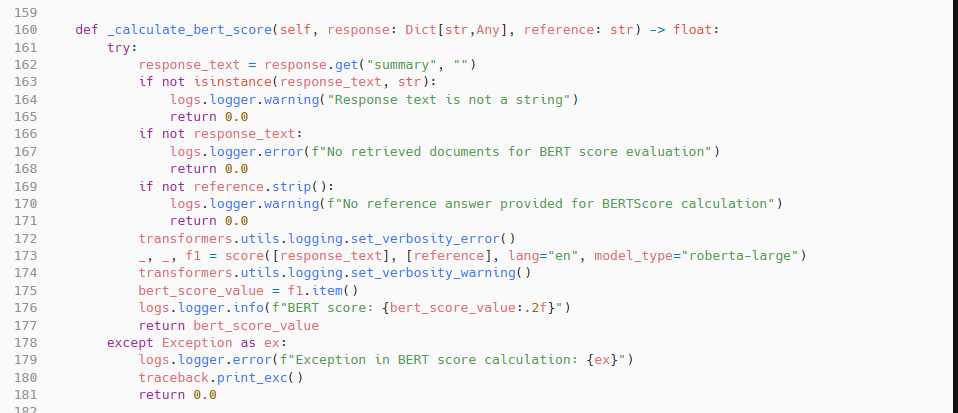 159
160    def _calculate_bert_score(self, response: Dict[str,Any], reference: str) -> float:
161        try:
162            response_text = response.get("summary", "")
163            if not isinstance(response_text, str):
164                logs.logger.warning("Response text is not a string")
165                return 0.0
166            if not response_text:
167                logs.logger.error(f"No retrieved documents for BERT score evaluation")
168                return 0.0
169            if not reference.strip():
170                logs.logger.warning(f"No reference answer provided for BERTScore calculation")
171                return 0.0
172            transformers.utils.logging.set_verbosity_error()
173            _, _, f1 = score([response_text], [reference], lang="en", model_type="roberta-large")
174            transformers.utils.logging.set_verbosity_warning()
175            bert_score_value = f1.item()
176            logs.logger.info(f"BERT score: {bert_score_value:.2f}")
177            return bert_score_value
178        except Exception as ex:
179            logs.logger.error(f"Exception in BERT score calculation: {ex}")
180            traceback.print_exc()
181            return 0.0
182